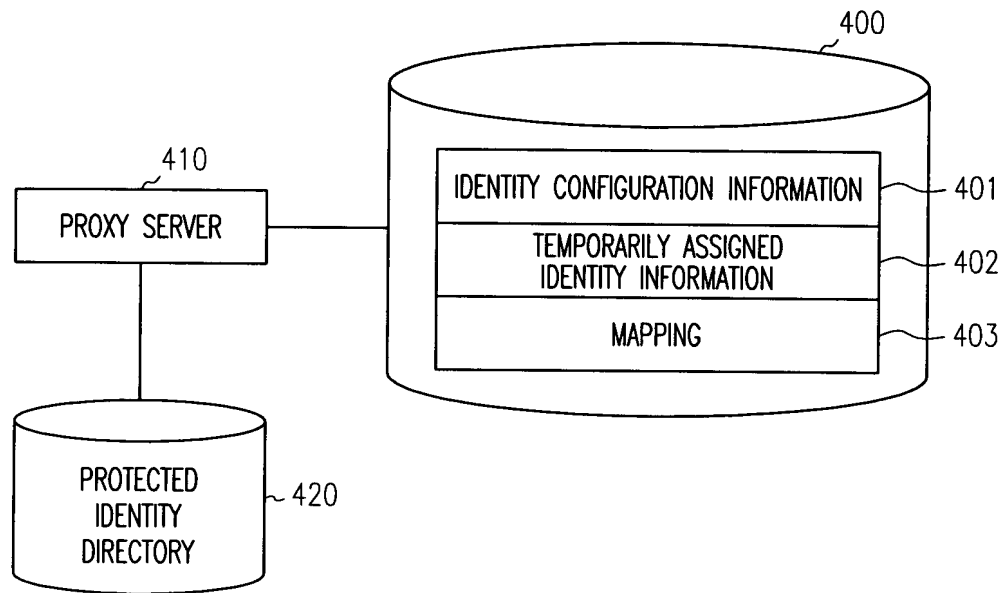 400
410
PROXY SERVER
IDENTITY CONFIGURATION INFORMATION
401
TEMPORARILY ASSIGNED
IDENTITY INFORMATION
402
MAPPING
403
PROTECTED
IDENTITY
DIRECTORY
420